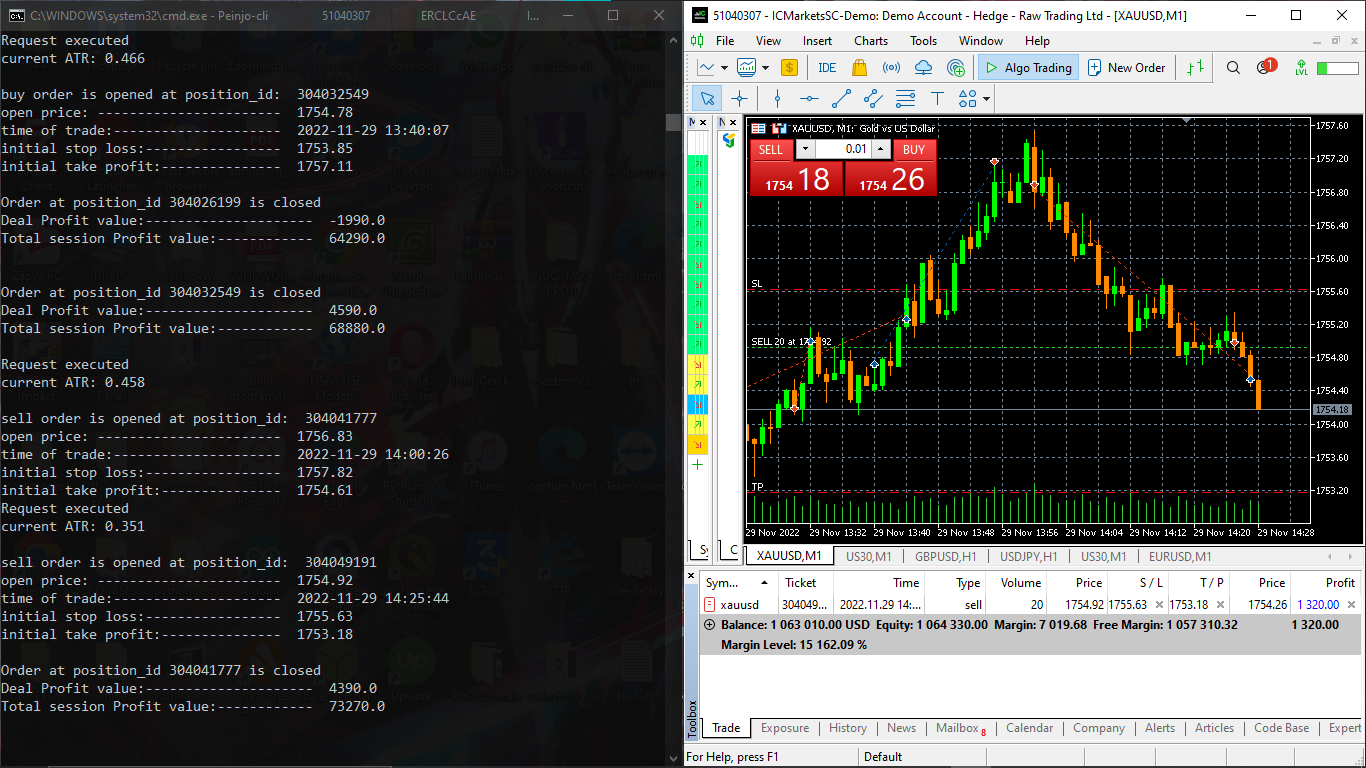 C:\WINDOWS\system32\cmd.exe - Peinjo-cli 51040307 ERCLCcAE I...
Request executed
current ATR: 0.466
buy order is opened at position_id: 304032549
open price: ---------------------- 1754.78
time of trade:-------------------- 2022-11-29 13:40:07
initial stop loss:---------------- 1753.85
initial take profit:-------------- 1757.11
Order at position_id 304026199 is closed
Deal Profit value:--------------------- -1990.0
Total session Profit value:------------ 64290.0
Order at position_id 304032549 is closed
Deal Profit value:--------------------- 4590.0
Total session Profit value:------------ 68880.0
Request executed
current ATR: 0.458
sell order is opened at position_id: 304041777
open price: ---------------------- 1756.83
time of trade:-------------------- 2022-11-29 14:00:26
initial stop loss:---------------- 1757.82
initial take profit:-------------- 1754.61
Request executed
current ATR: 0.351
sell order is opened at position_id: 304049191
open price: ---------------------- 1754.92
time of trade:-------------------- 2022-11-29 14:25:44
initial stop loss:---------------- 1755.63
initial take profit:-------------- 1753.18
Order at position_id 304041777 is closed
Deal Profit value:--------------------- 4390.0
Total session Profit value:------------ 73270.0
51040307 - ICMarketsSC-Demo: Demo Account - Hedge - Raw Trading Ltd - [XAUUSD,M1]
File View Insert Charts Tools Window Help
IDE Algo Trading New Order 1 LVL
M N
XAUUSD, M1: Gold vs US Dollar
SELL 0.01 BUY
1754 18 1754 26
SL
SELL 20 at 1754.92
TP
1757.60
1757.20
1756.80
1756.40
1756.00
1755.60
1755.20
1754.80
1754.40
1754.18
1754.00
1753.60
1753.20
29 Nov 2022 29 Nov 13:32 29 Nov 13:40 29 Nov 13:48 29 Nov 13:56 29 Nov 14:04 29 Nov 14:12 29 Nov 14:20 29 Nov 14:28
Sy C XAUUSD,M1 US30,M1 GBPUSD,H1 USDJPY,H1 US30,M1 EURUSD,M1
Sym... Ticket Time Type Volume Price S / L T / P Price Profit
xauusd 304049... 2022.11.29 14:... sell 20 1754.92 1755.63 1753.18 1754.26 1 320.00
Balance: 1 063 010.00 USD Equity: 1 064 330.00 Margin: 7 019.68 Free Margin: 1 057 310.32 1 320.00
Margin Level: 15 162.09 %
Toolbox
Trade Exposure History News Mailbox 8 Calendar Company Alerts Articles Code Base Expert
For Help, press F1 Default